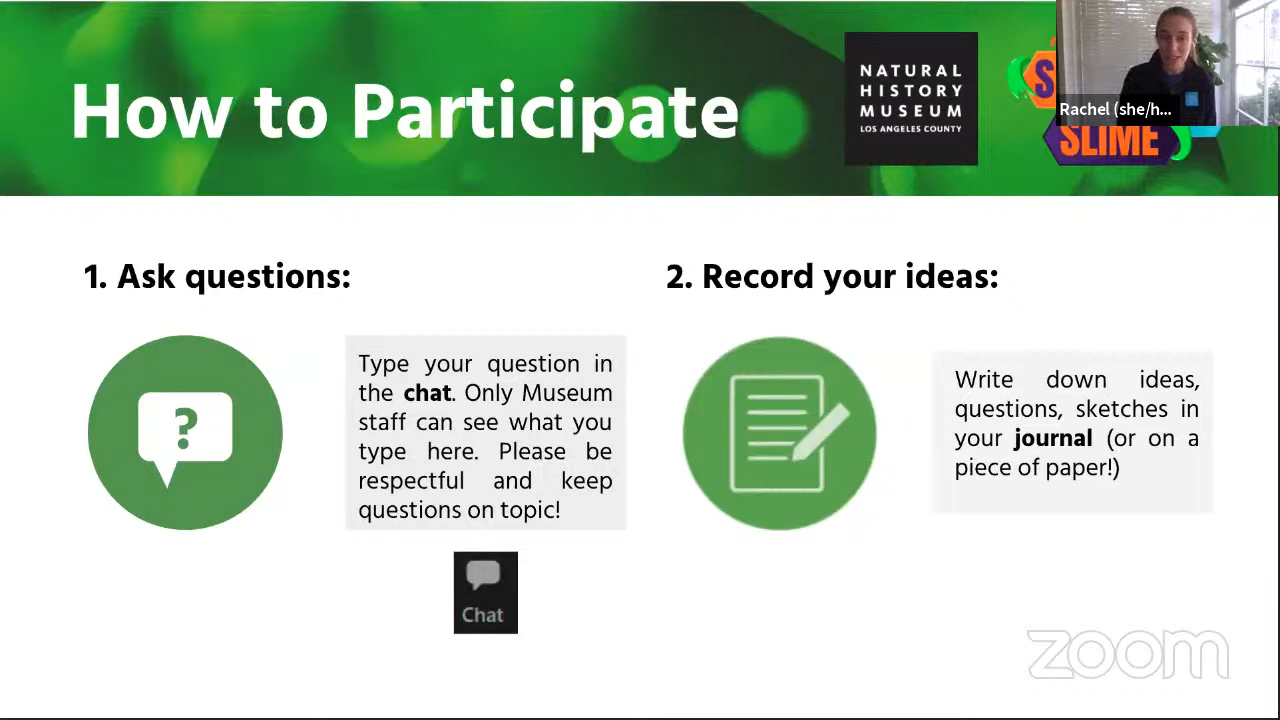 How to Participate
NATURAL
HISTORY
MUSEUM
LOS ANGELES COUNTY
S
Rachel (she/h...
SLIME
1. Ask questions:
?
Type your question in
the chat. Only Museum
staff can see what you
type here. Please be
respectful and keep
questions on topic!
Chat
2. Record your ideas:
Write down ideas,
questions, sketches in
your journal (or on a
piece of paper!)
zoom